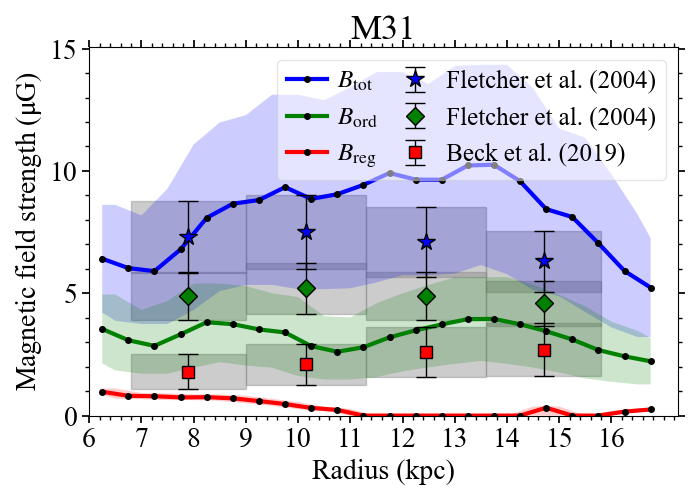 M31
Magnetic field strength (μG)
15
10
5
0
B_tot
B_ord
B_reg
Fletcher et al. (2004)
Fletcher et al. (2004)
Beck et al. (2019)
6 7 8 9 10 11 12 13 14 15 16
Radius (kpc)